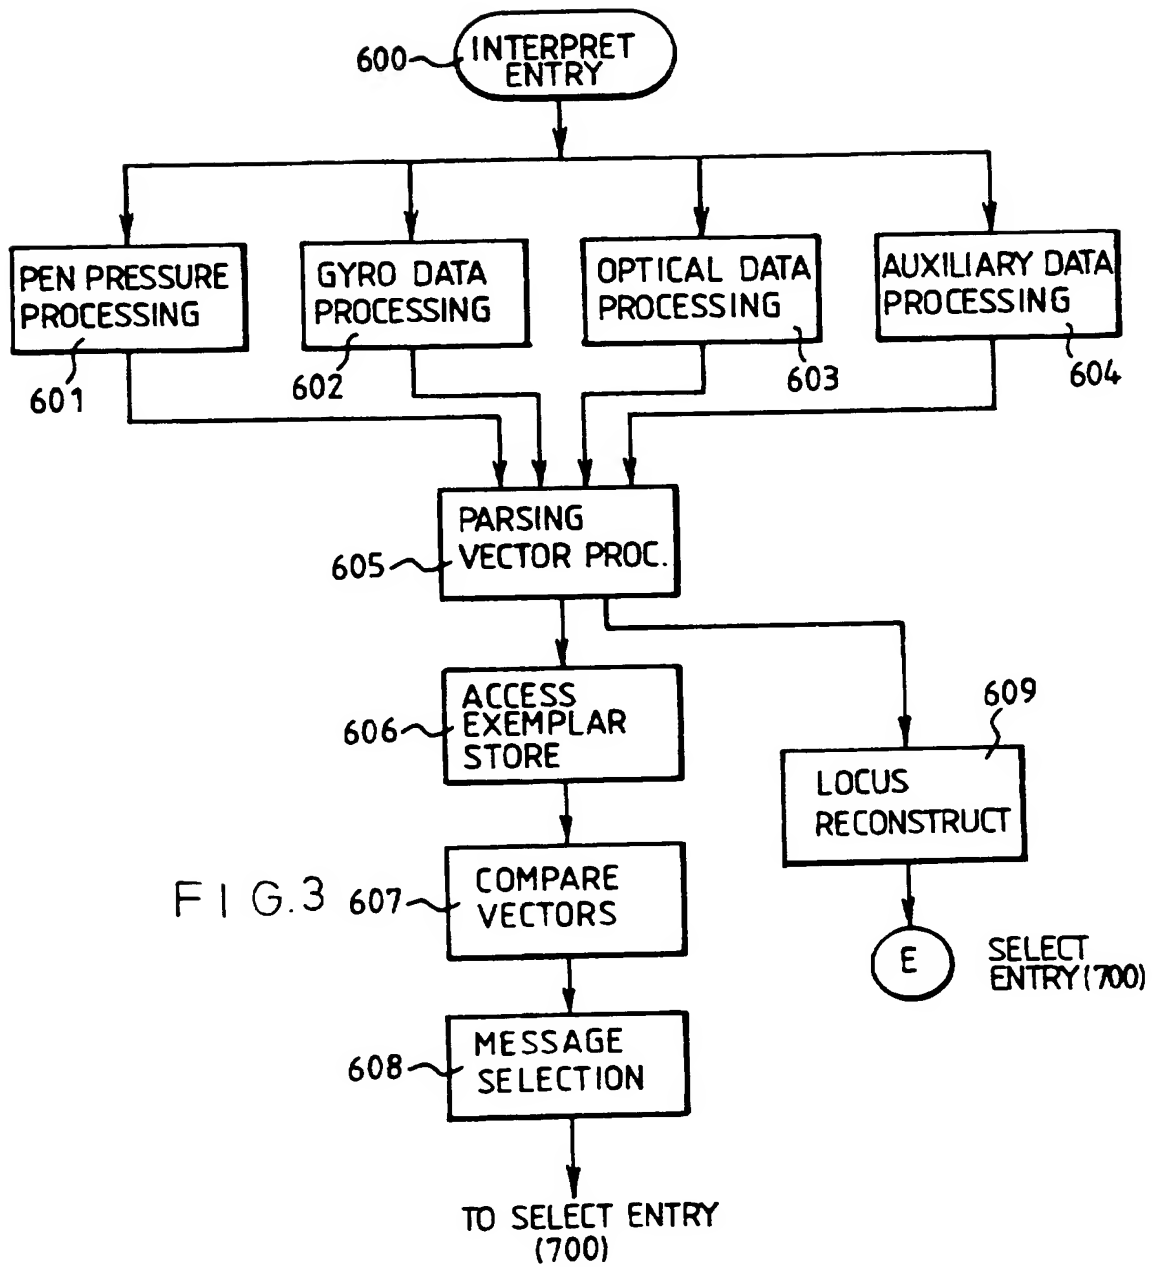 600
INTERPRET
ENTRY
PEN PRESSURE
PROCESSING
601
GYRO DATA
PROCESSING
602
OPTICAL DATA
PROCESSING
603
AUXILIARY DATA
PROCESSING
604
PARSING
VECTOR PROC.
605
ACCESS
EXEMPLAR
STORE
606
609
LOCUS
RECONSTRUCT
FIG.3
607
COMPARE
VECTORS
E
SELECT
ENTRY(700)
608
MESSAGE
SELECTION
TO SELECT ENTRY
(700)